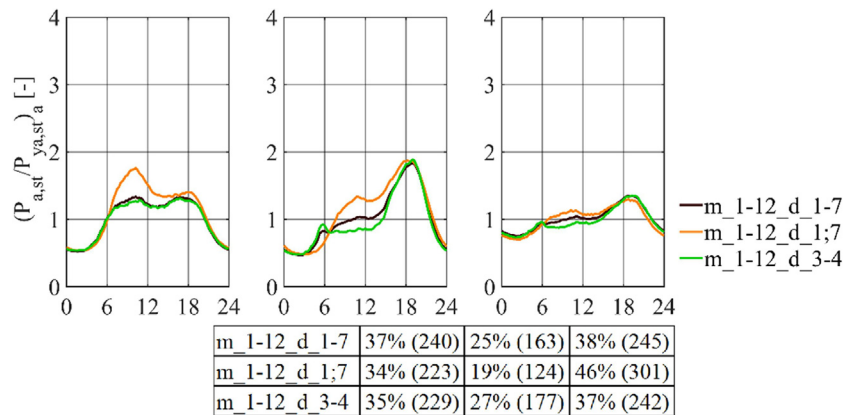 (P a,st /P ya,st ) a [-]
4
3
2
1
0
0 6 12 18 24
4
3
2
1
0
0 6 12 18 24
4
3
2
1
0
0 6 12 18 24
m_1-12_d_1-7
m_1-12_d_1;7
m_1-12_d_3-4
m_1-12_d_1-7 37% (240) 25% (163) 38% (245)
m_1-12_d_1;7 34% (223) 19% (124) 46% (301)
m_1-12_d_3-4 35% (229) 27% (177) 37% (242)